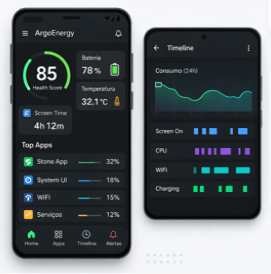 ArgoEnergy
85
Health Score
Bateria
78%
Temperatura
32.1°C
Screen Time
4h 12m
Top Apps
Stone App 32%
System UI 18%
WiFi 15%
Serviços 12%
Home Apps Timeline Alertas
Timeline
Consumo (24h)
Screen On
CPU
WiFi
Charging